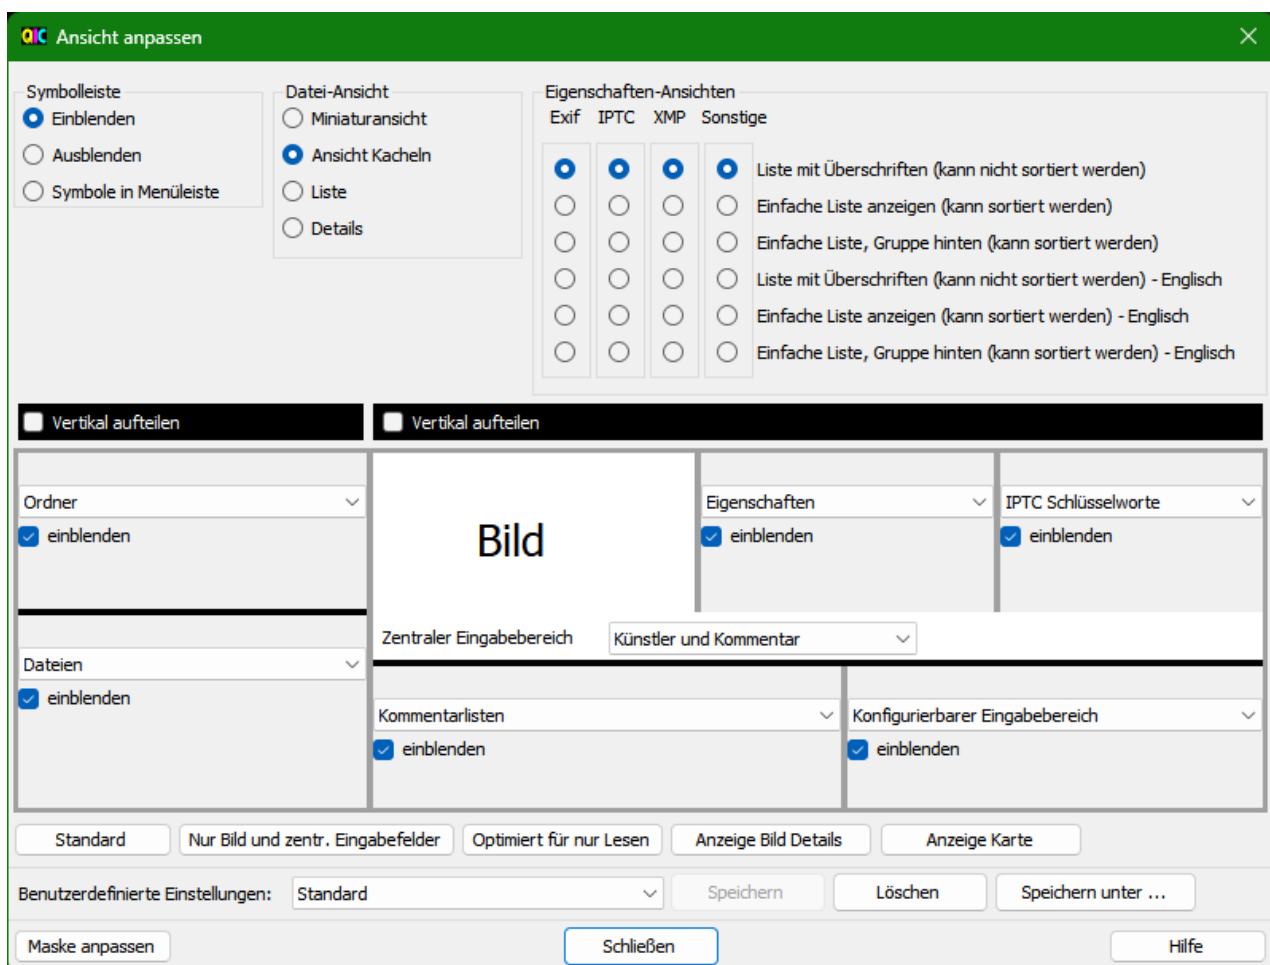 QIC Ansicht anpassen
Symbolleiste
Einblenden
Ausblenden
Symbole in Menüleiste
Datei-Ansicht
Miniaturansicht
Ansicht Kacheln
Liste
Details
Eigenschaften-Ansichten
Exif IPTC XMP Sonstige
Liste mit Überschriften (kann nicht sortiert werden)
Einfache Liste anzeigen (kann sortiert werden)
Einfache Liste, Gruppe hinten (kann sortiert werden)
Liste mit Überschriften (kann nicht sortiert werden) - Englisch
Einfache Liste anzeigen (kann sortiert werden) - Englisch
Einfache Liste, Gruppe hinten (kann sortiert werden) - Englisch
Vertikal aufteilen
Vertikal aufteilen
Ordner
einblenden
Dateien
einblenden
Bild
Eigenschaften
einblenden
IPTC Schlüsselworte
einblenden
Zentraler Eingabebereich Künstler und Kommentar
Kommentarlisten
einblenden
Konfigurierbarer Eingabebereich
einblenden
Standard Nur Bild und zentr. Eingabefelder Optimiert für nur Lesen Anzeige Bild Details Anzeige Karte
Benutzerdefinierte Einstellungen: Standard Speichern Löschen Speichern unter ...
Maske anpassen Schließen Hilfe